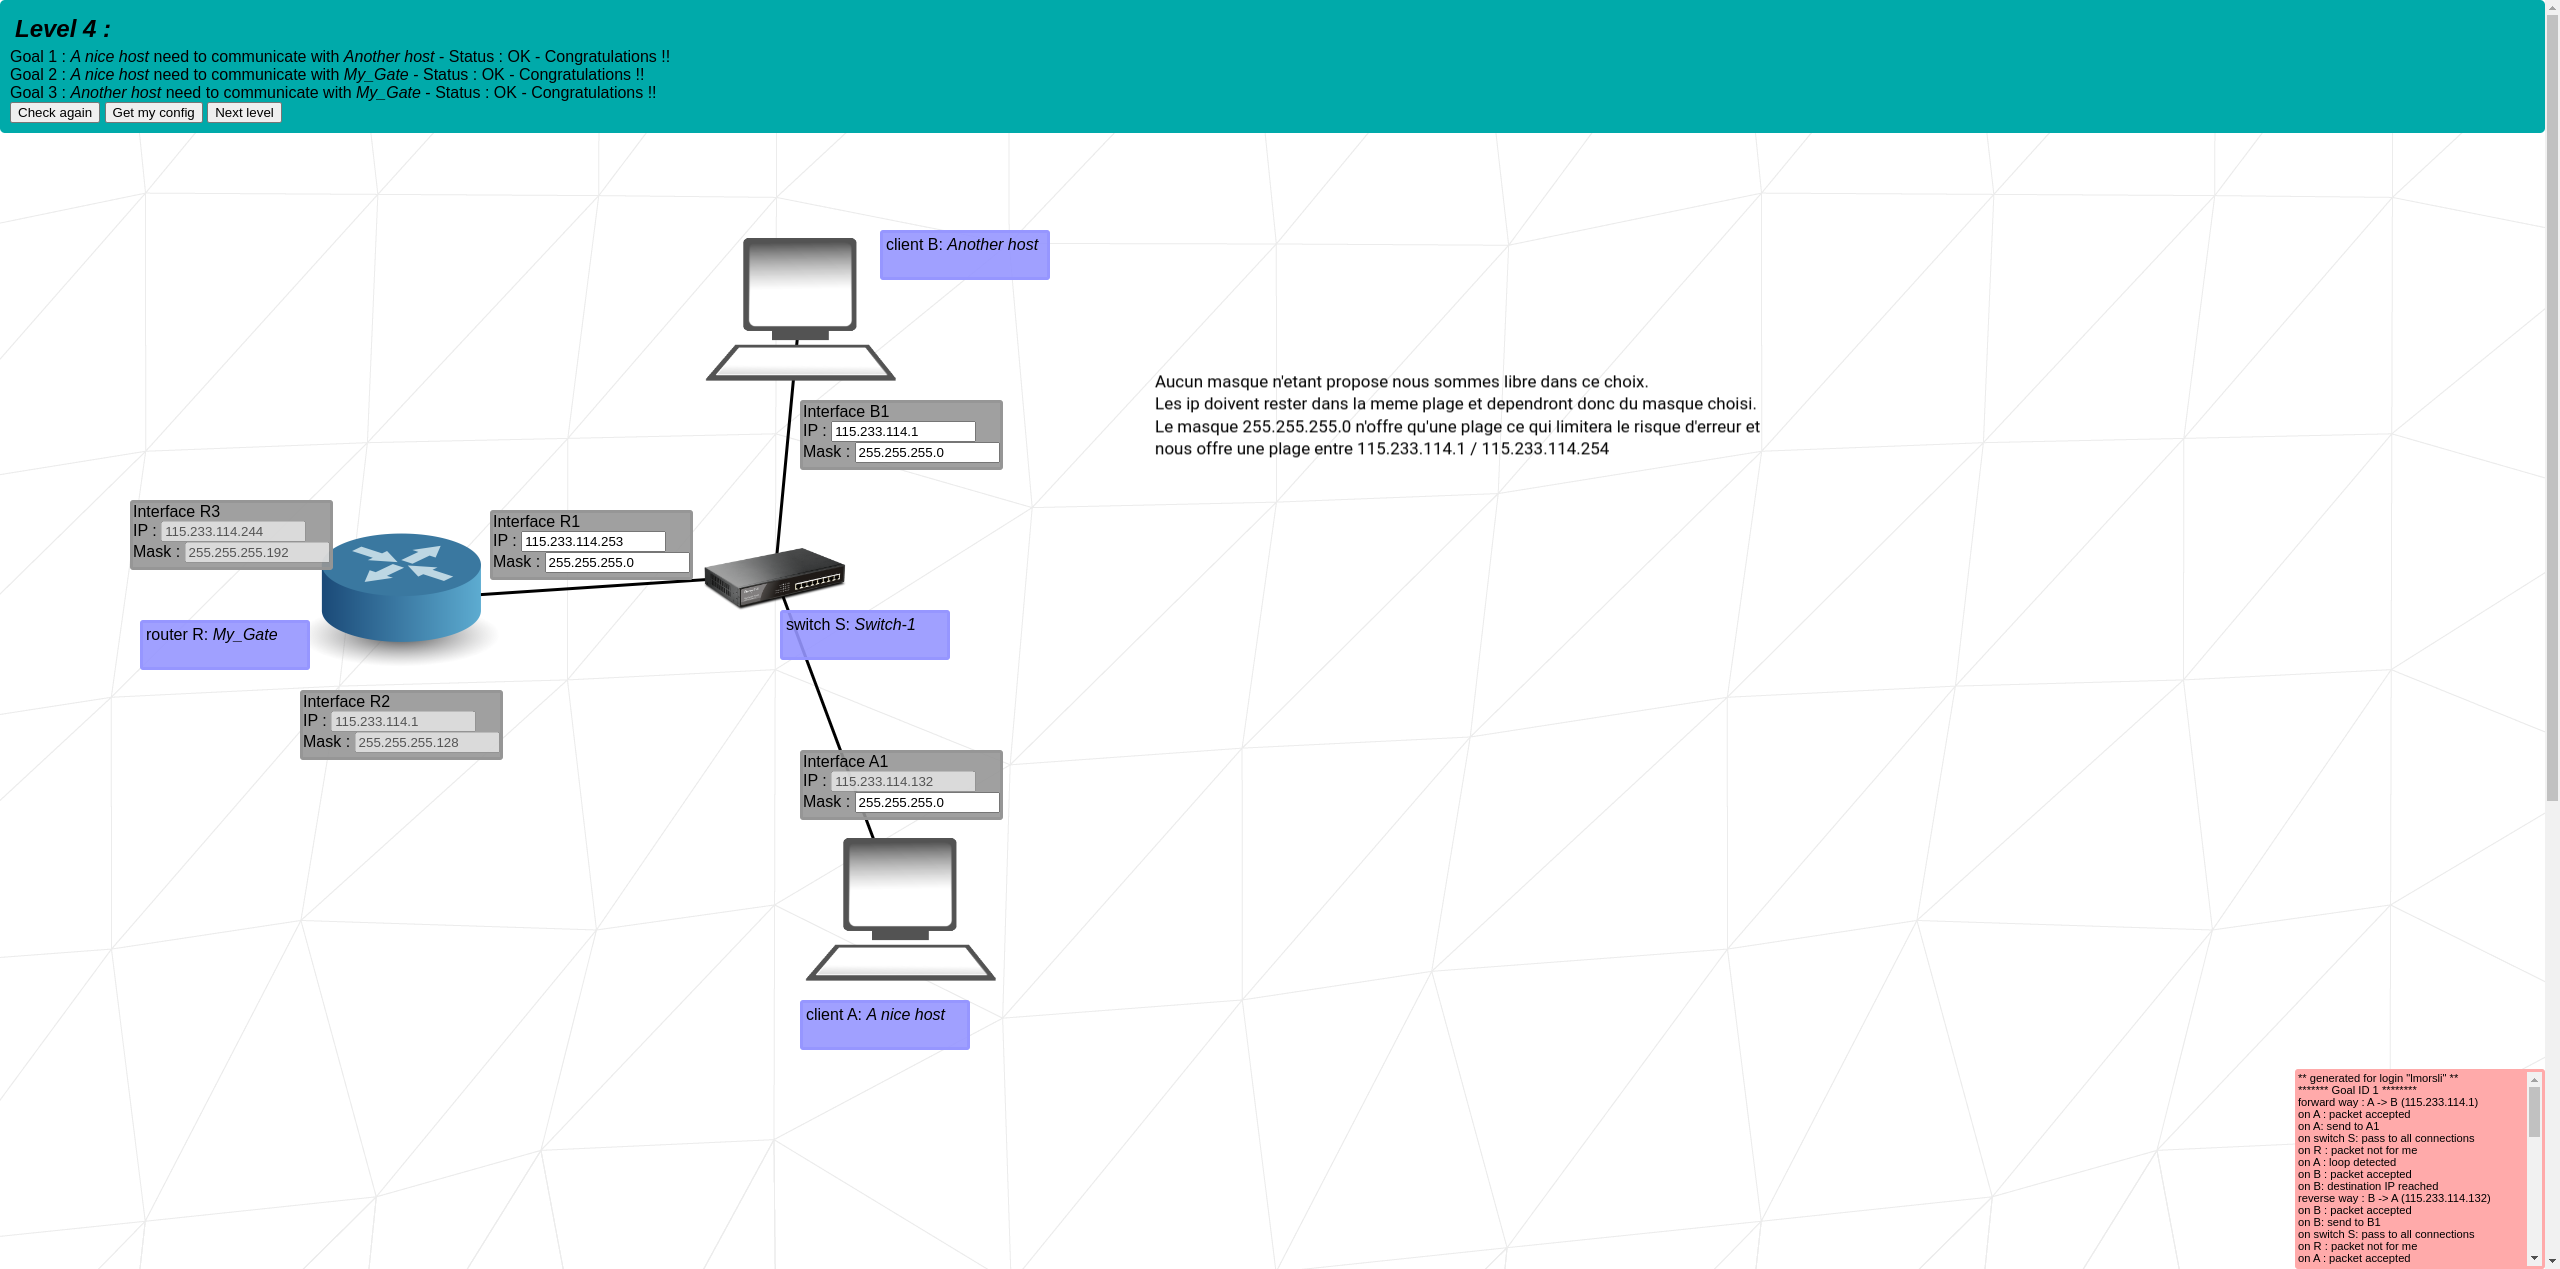 Level 4 :
Goal 1 : A nice host need to communicate with Another host - Status : OK - Congratulations !!
Goal 2 : A nice host need to communicate with My_Gate - Status : OK - Congratulations !!
Goal 3 : Another host need to communicate with My_Gate - Status : OK - Congratulations !!
Check again Get my config Next level
client B: Another host
Aucun masque n'etant propose nous sommes libre dans ce choix.
Les ip doivent rester dans la meme plage et dependront donc du masque choisi.
Le masque 255.255.255.0 n'offre qu'une plage ce qui limitera le risque d'erreur et
nous offre une plage entre 115.233.114.1 / 115.233.114.254
Interface B1
IP : 115.233.114.1
Mask : 255.255.255.0
Interface R3
IP : 115.233.114.244
Mask : 255.255.255.192
Interface R1
IP : 115.233.114.253
Mask : 255.255.255.0
router R: My_Gate
switch S: Switch-1
Interface R2
IP : 115.233.114.1
Mask : 255.255.255.128
Interface A1
IP : 115.233.114.132
Mask : 255.255.255.0
client A: A nice host
** generated for login "lmorsli" **
******* Goal ID 1 ********
forward way : A -> B (115.233.114.1)
on A : packet accepted
on A: send to A1
on switch S: pass to all connections
on R : packet not for me
on A : loop detected
on B : packet accepted
on B: destination IP reached
reverse way : B -> A (115.233.114.132)
on B : packet accepted
on B: send to B1
on switch S: pass to all connections
on R : packet not for me
on A : packet accepted